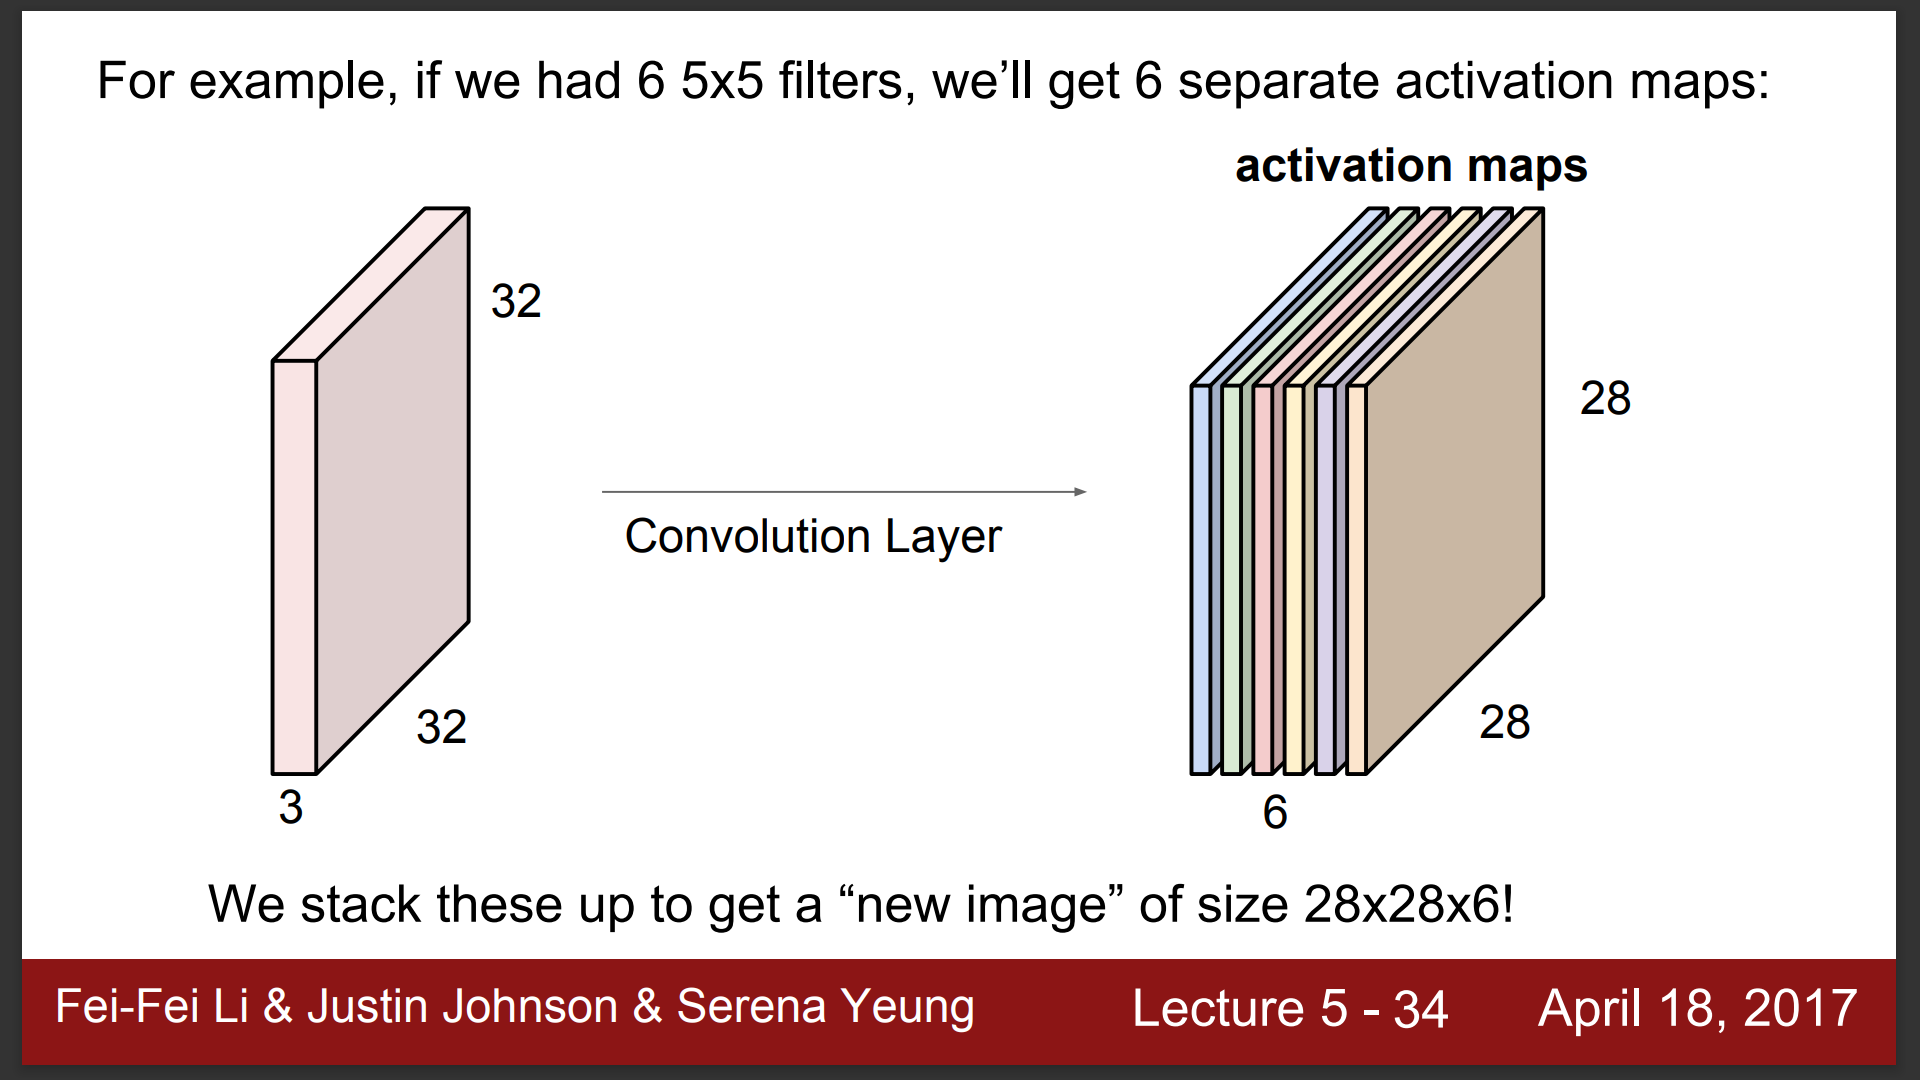 For example, if we had 6 5x5 filters, we’ll get 6 separate activation maps:
activation maps
32
32
3
Convolution Layer
28
28
6
We stack these up to get a “new image” of size 28x28x6!
Fei-Fei Li & Justin Johnson & Serena Yeung
Lecture 5 - 34
April 18, 2017